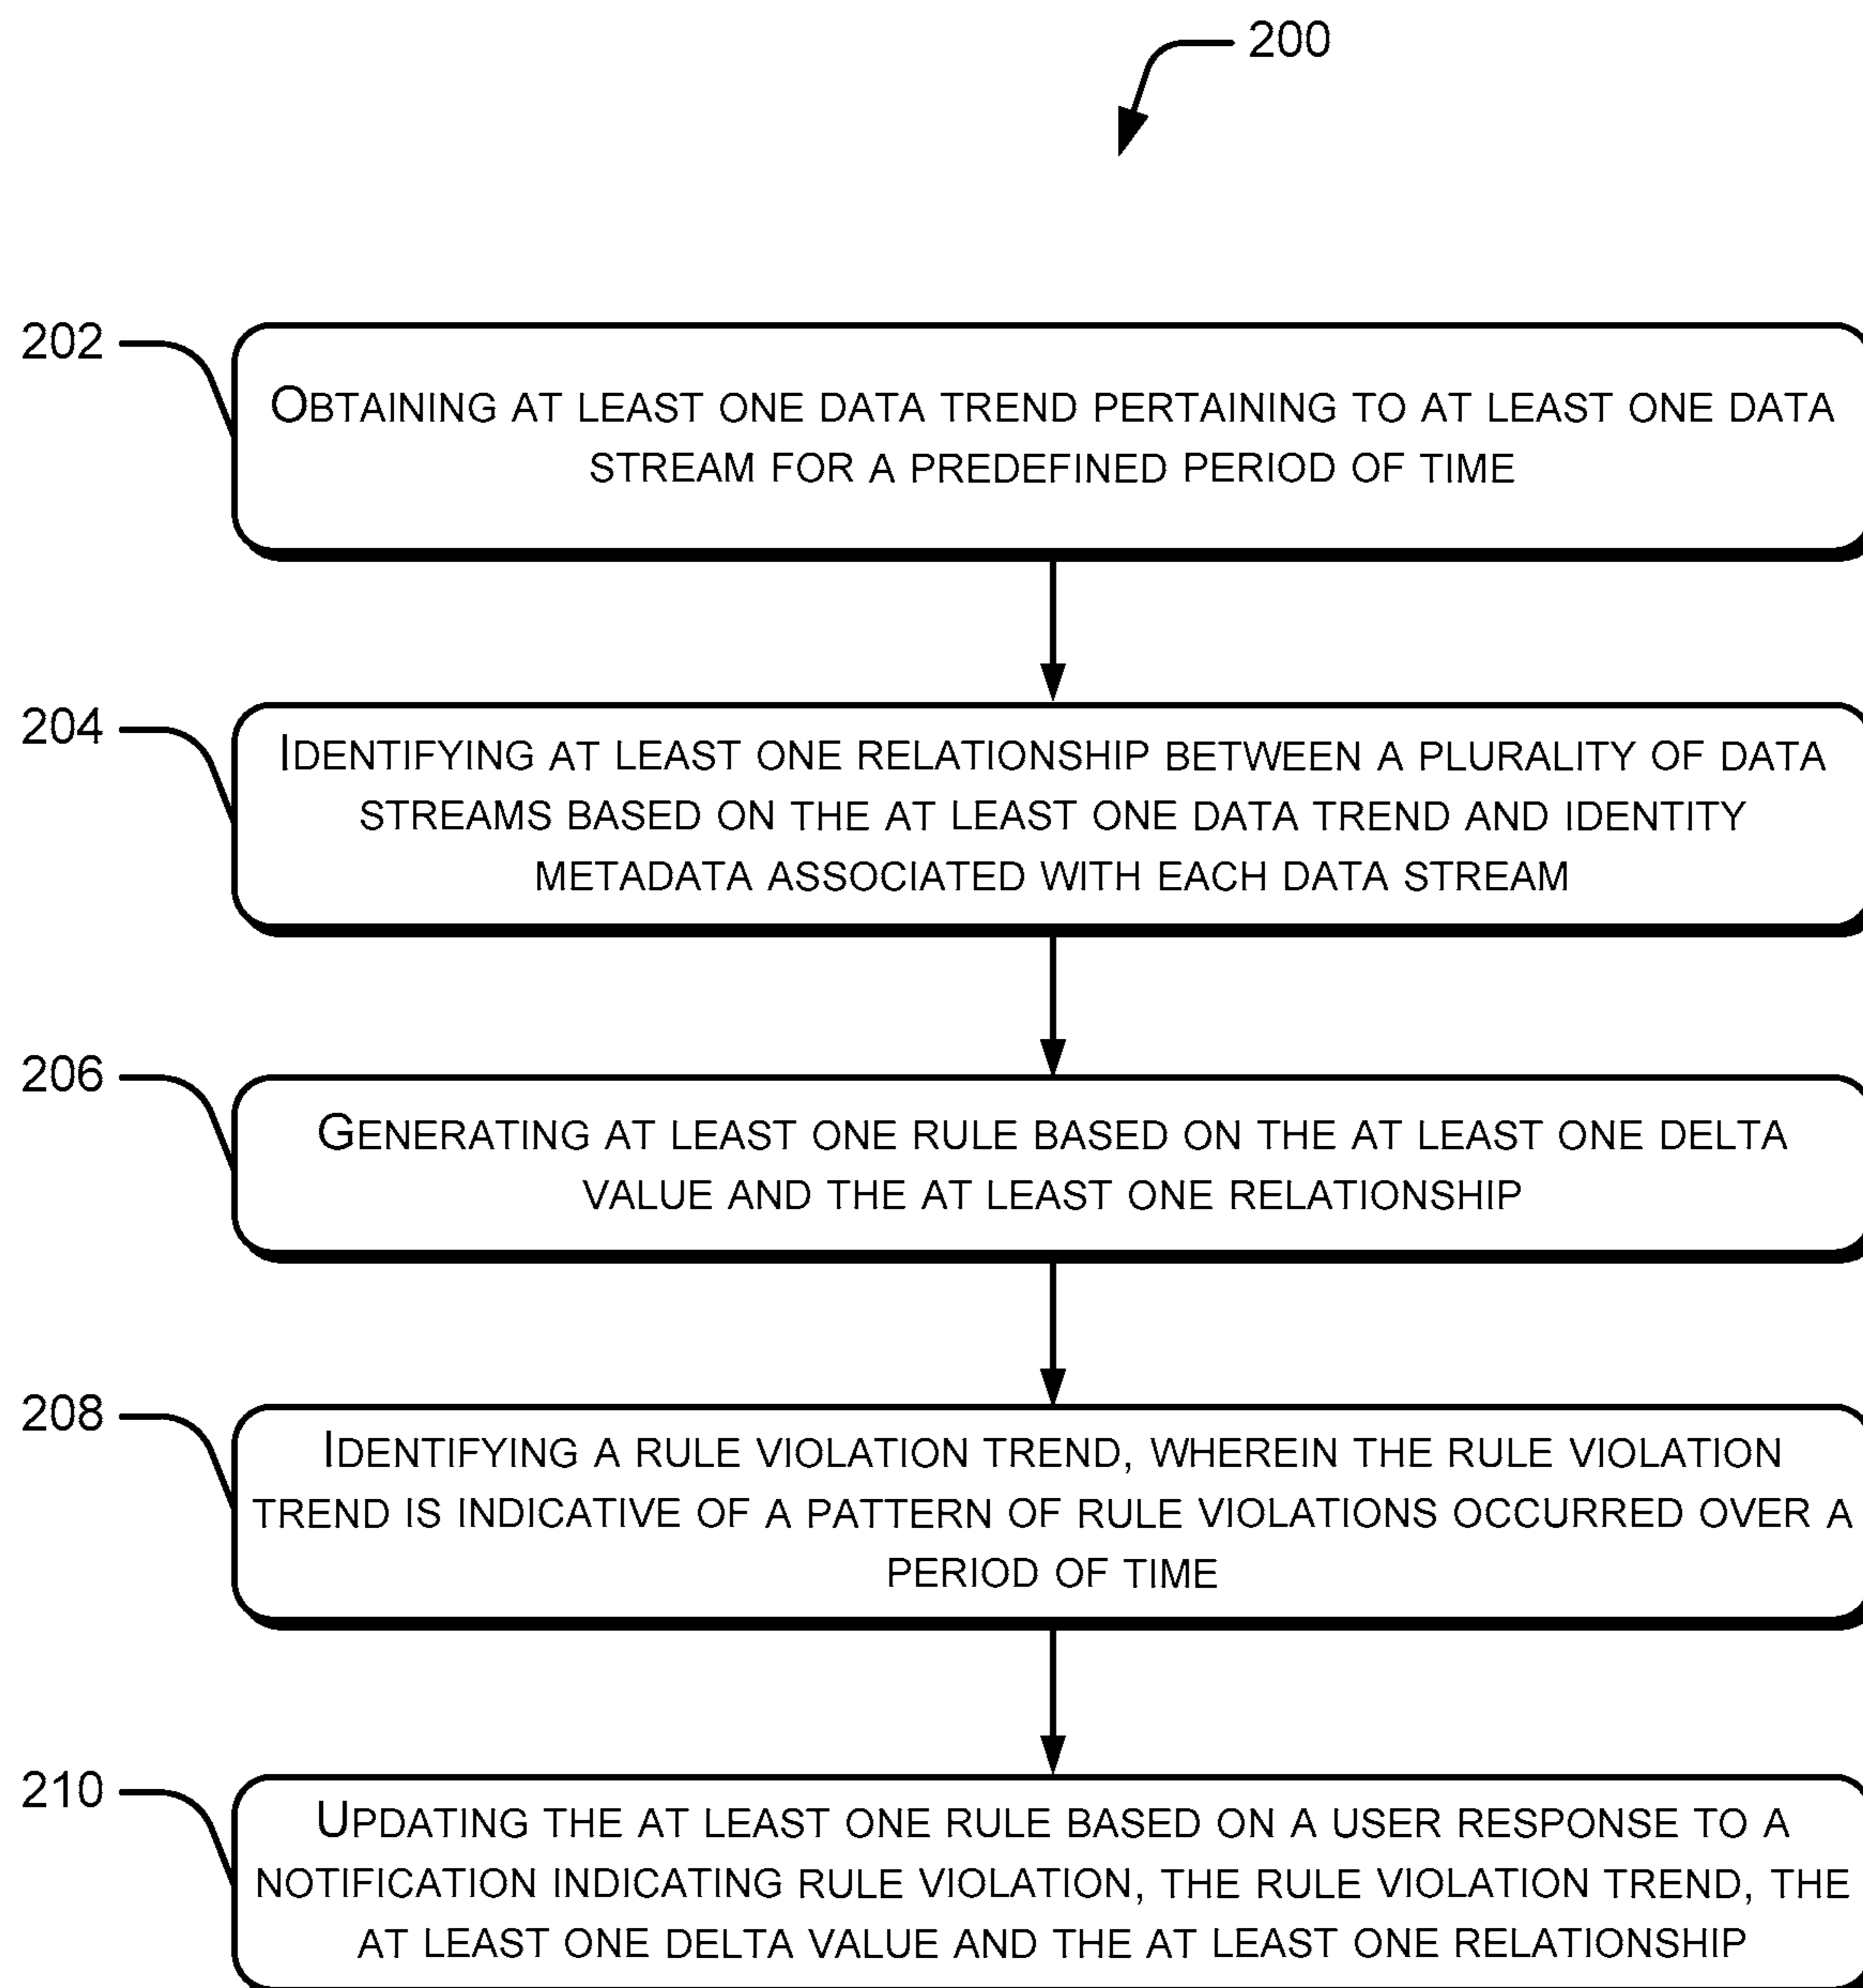 200
202
OBTAINING AT LEAST ONE DATA TREND PERTAINING TO AT LEAST ONE DATA
STREAM FOR A PREDEFINED PERIOD OF TIME
204
IDENTIFYING AT LEAST ONE RELATIONSHIP BETWEEN A PLURALITY OF DATA
STREAMS BASED ON THE AT LEAST ONE DATA TREND AND IDENTITY
METADATA ASSOCIATED WITH EACH DATA STREAM
206
GENERATING AT LEAST ONE RULE BASED ON THE AT LEAST ONE DELTA
VALUE AND THE AT LEAST ONE RELATIONSHIP
208
IDENTIFYING A RULE VIOLATION TREND, WHEREIN THE RULE VIOLATION
TREND IS INDICATIVE OF A PATTERN OF RULE VIOLATIONS OCCURRED OVER A
PERIOD OF TIME
210
UPDATING THE AT LEAST ONE RULE BASED ON A USER RESPONSE TO A
NOTIFICATION INDICATING RULE VIOLATION, THE RULE VIOLATION TREND, THE
AT LEAST ONE DELTA VALUE AND THE AT LEAST ONE RELATIONSHIP